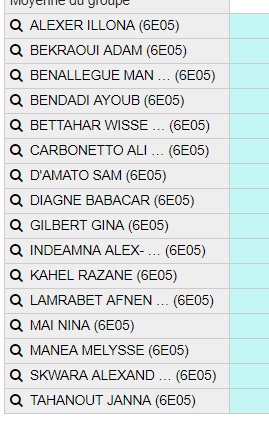 Moyenne du groupe
ALEXER ILLONA (6E05)
BEKRAOUI ADAM (6E05)
BENALLEGUE MAN ... (6E05)
BENDADI AYOUB (6E05)
BETTAHAR WISSE ... (6E05)
CARBONETTO ALI ... (6E05)
D'AMATO SAM (6E05)
DIAGNE BABACAR (6E05)
GILBERT GINA (6E05)
INDEAMNA ALEX- ... (6E05)
KAHEL RAZANE (6E05)
LAMRABET AFNEN ... (6E05)
MAI NINA (6E05)
MANEA MELYSSE (6E05)
SKWARA ALEXAND ... (6E05)
TAHANOUT JANNA (6E05)